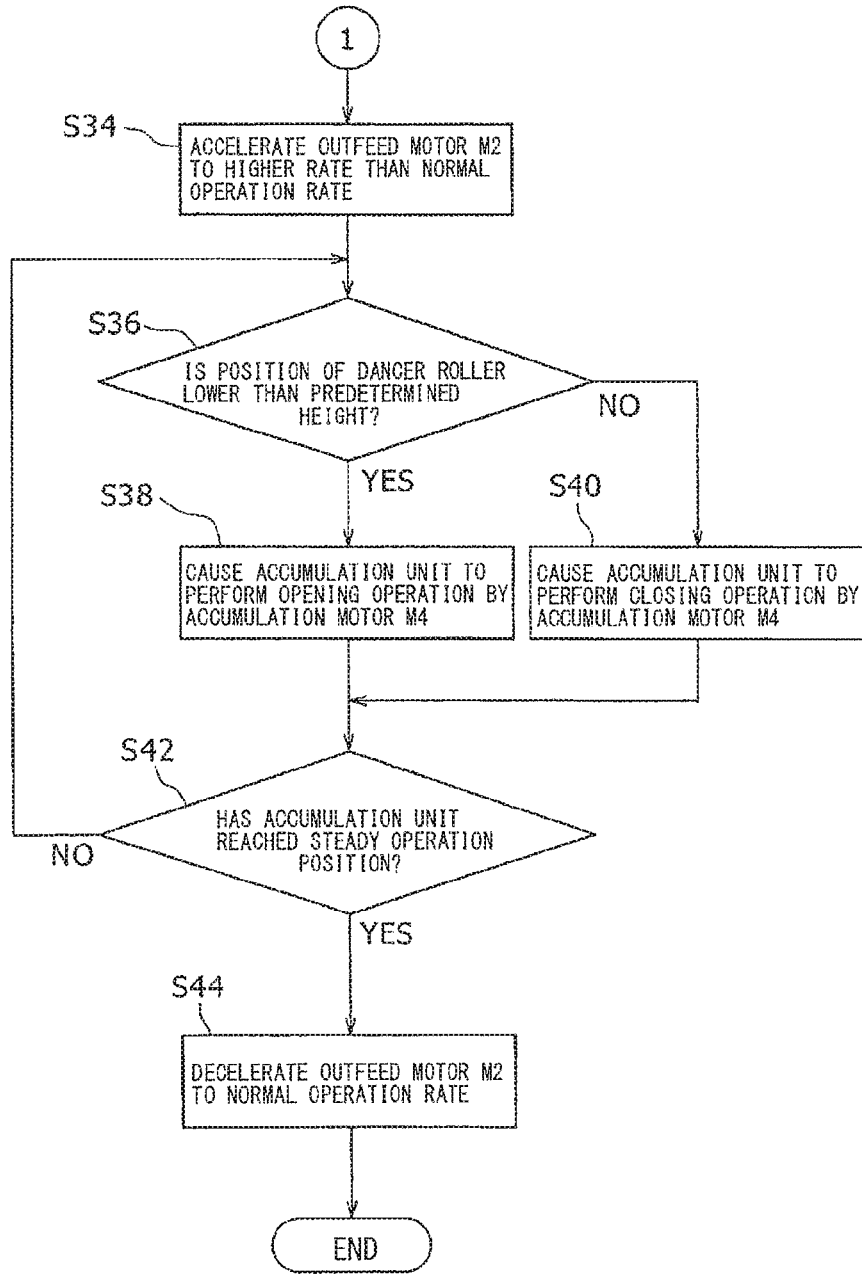 1
S34
ACCELERATE OUTFEED MOTOR M2
TO HIGHER RATE THAN NORMAL
OPERATION RATE
S36
IS POSITION OF DANCER ROLLER
LOWER THAN PREDETERMINED
HEIGHT?
NO
YES
S38
S40
CAUSE ACCUMULATION UNIT TO
PERFORM OPENING OPERATION BY
ACCUMULATION MOTOR M4
CAUSE ACCUMULATION UNIT TO
PERFORM CLOSING OPERATION BY
ACCUMULATION MOTOR M4
S42
HAS ACCUMULATION UNIT
REACHED STEADY OPERATION
POSITION?
NO
YES
S44
DECELERATE OUTFEED MOTOR M2
TO NORMAL OPERATION RATE
END